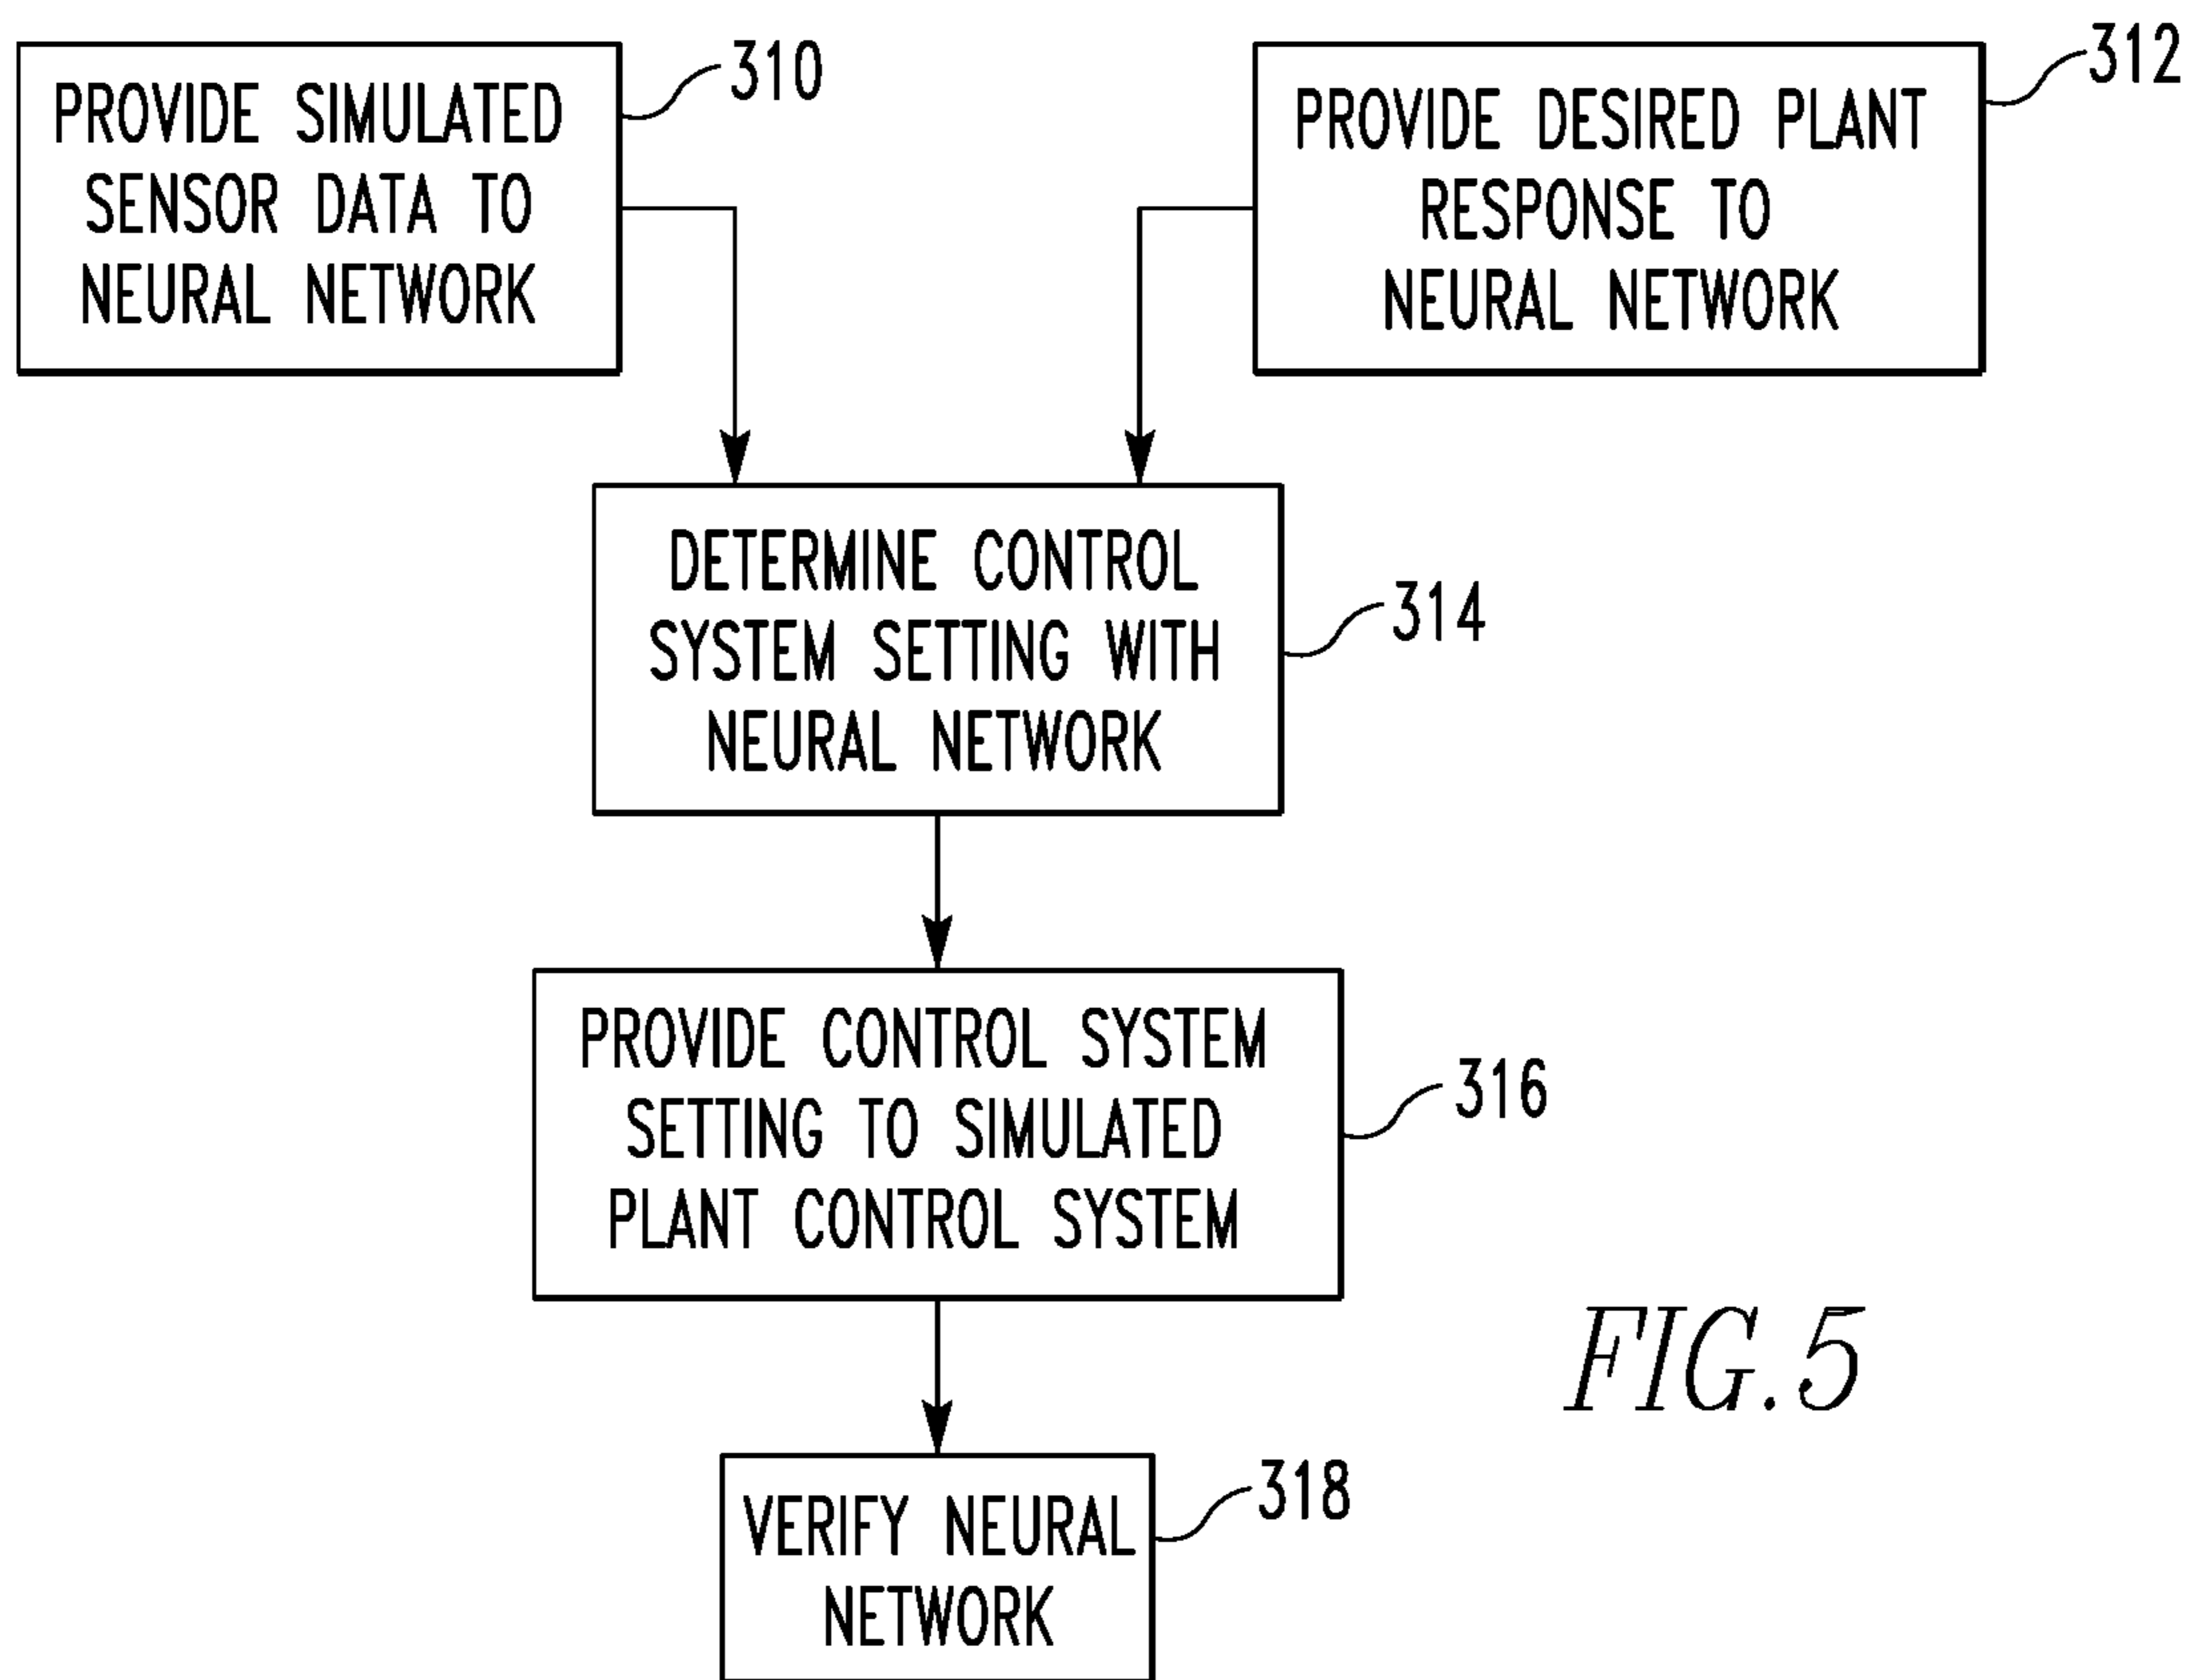 PROVIDE SIMULATED
SENSOR DATA TO
NEURAL NETWORK
310
PROVIDE DESIRED PLANT
RESPONSE TO
NEURAL NETWORK
312
DETERMINE CONTROL
SYSTEM SETTING WITH
NEURAL NETWORK
314
PROVIDE CONTROL SYSTEM
SETTING TO SIMULATED
PLANT CONTROL SYSTEM
316
VERIFY NEURAL
NETWORK
318
FIG.5